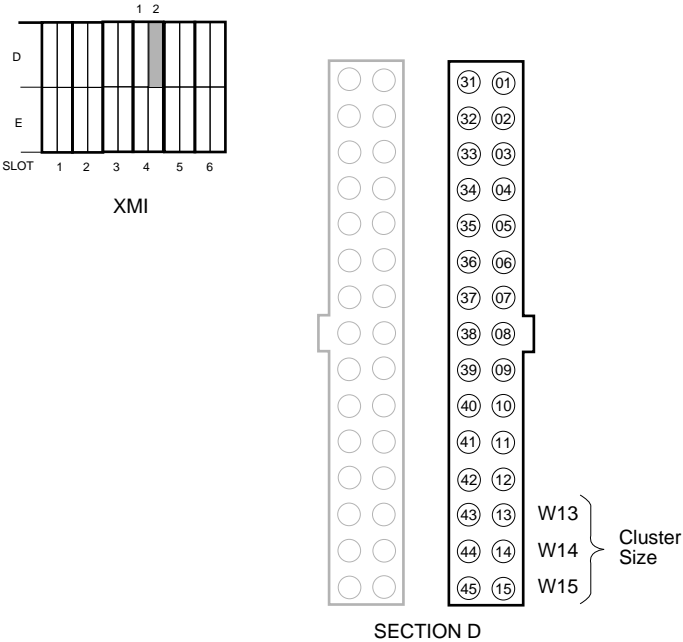 1 2
D
E
SLOT 1 2 3 4 5 6
XMI
31 01
32 02
33 03
34 04
35 05
36 06
37 07
38 08
39 09
40 10
41 11
42 12
43 13 W13
44 14 W14
45 15 W15
Cluster
Size
SECTION D